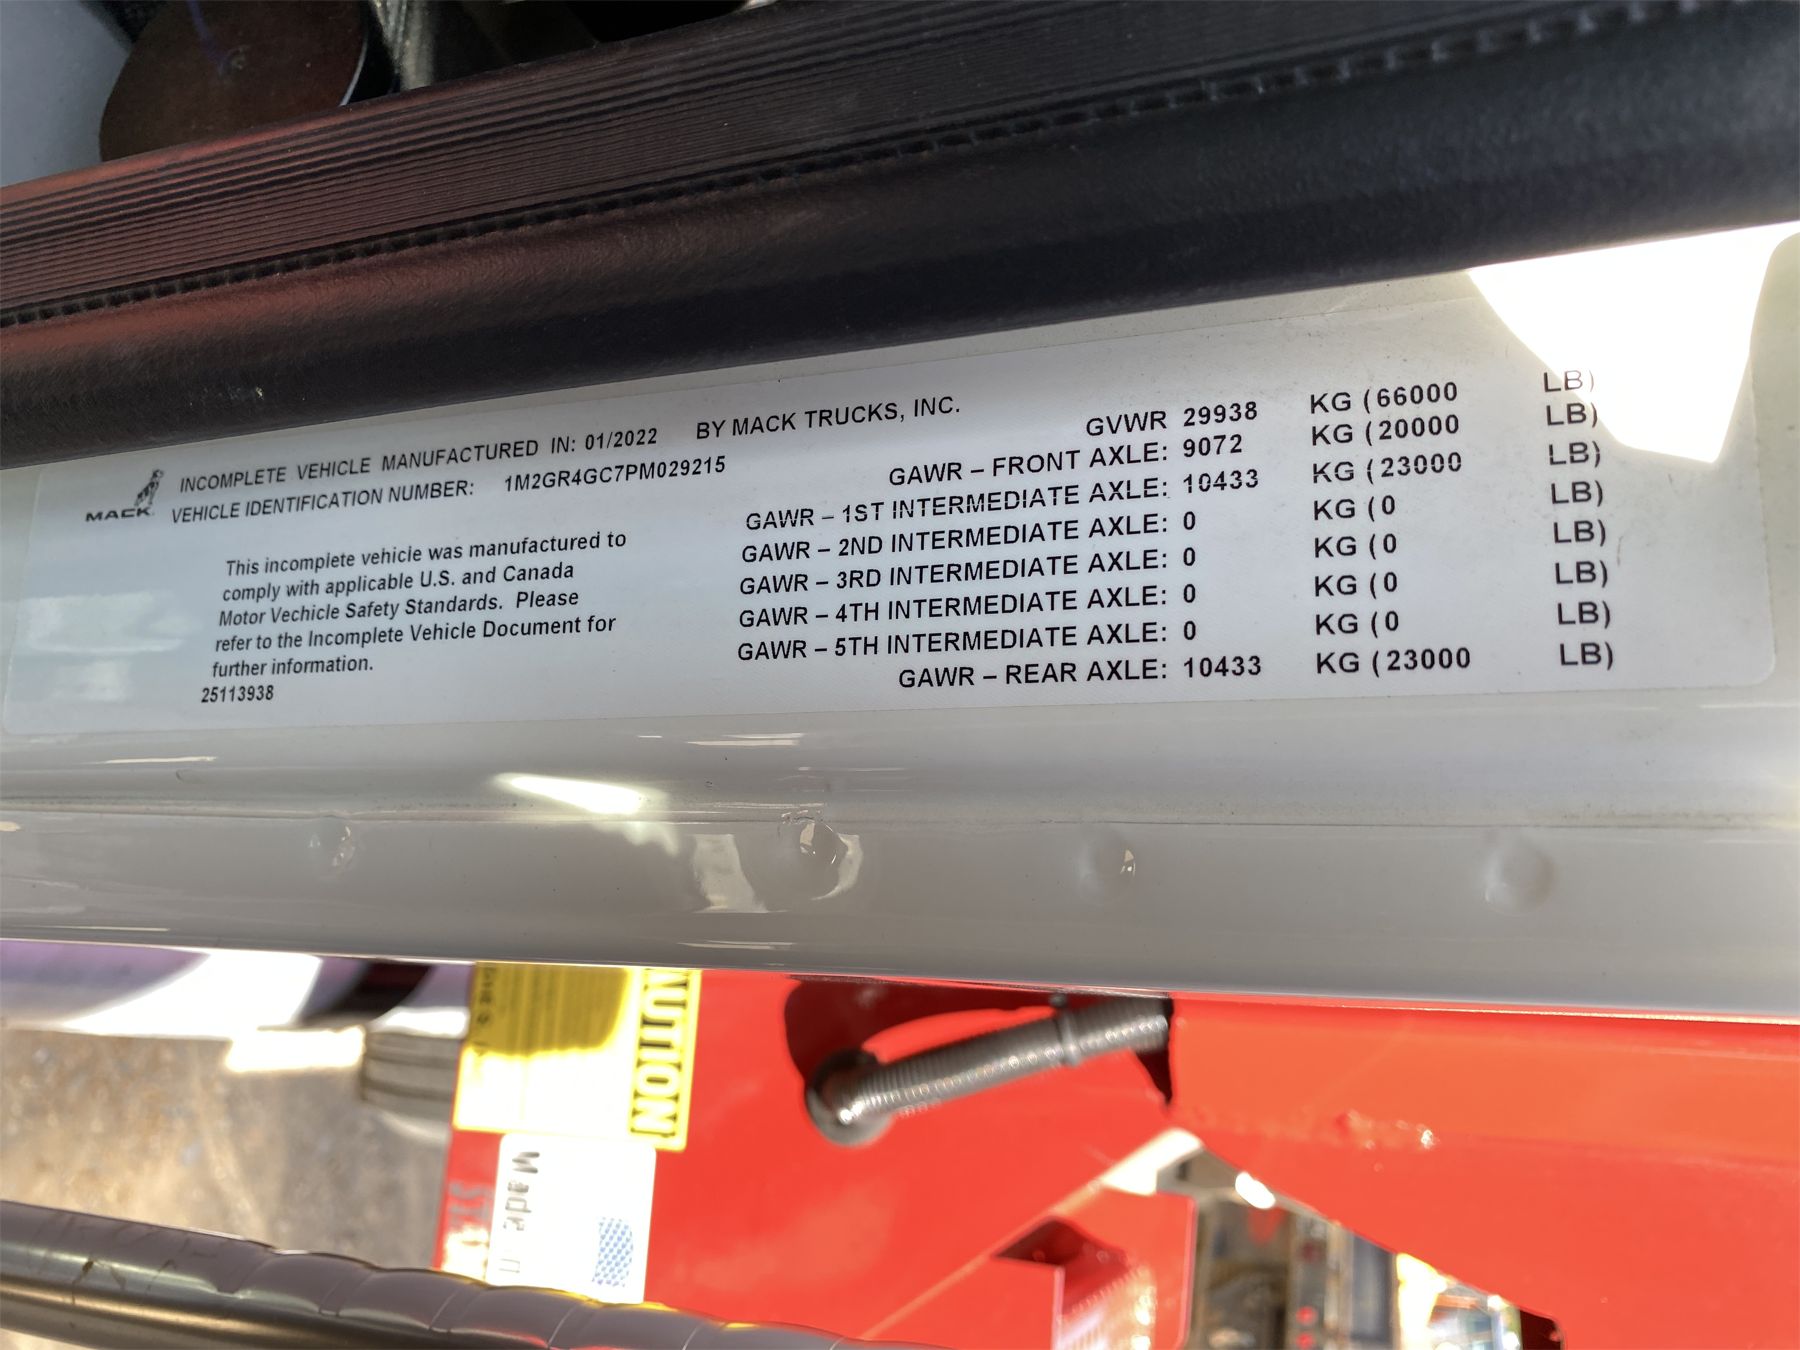 MACK
INCOMPLETE VEHICLE MANUFACTURED IN: 01/2022 BY MACK TRUCKS, INC.
VEHICLE IDENTIFICATION NUMBER: 1M2GR4GC7PM029215
This incomplete vehicle was manufactured to
comply with applicable U.S. and Canada
Motor Vechicle Safety Standards. Please
refer to the Incomplete Vehicle Document for
further information.
25113938
GVWR 29938 KG (66000 LB)
GAWR – FRONT AXLE: 9072 KG (20000 LB)
GAWR – 1ST INTERMEDIATE AXLE: 10433 KG (23000 LB)
GAWR – 2ND INTERMEDIATE AXLE: 0 KG (0 LB)
GAWR – 3RD INTERMEDIATE AXLE: 0 KG (0 LB)
GAWR – 4TH INTERMEDIATE AXLE: 0 KG (0 LB)
GAWR – 5TH INTERMEDIATE AXLE: 0 KG (0 LB)
GAWR – REAR AXLE: 10433 KG (23000 LB)
Made